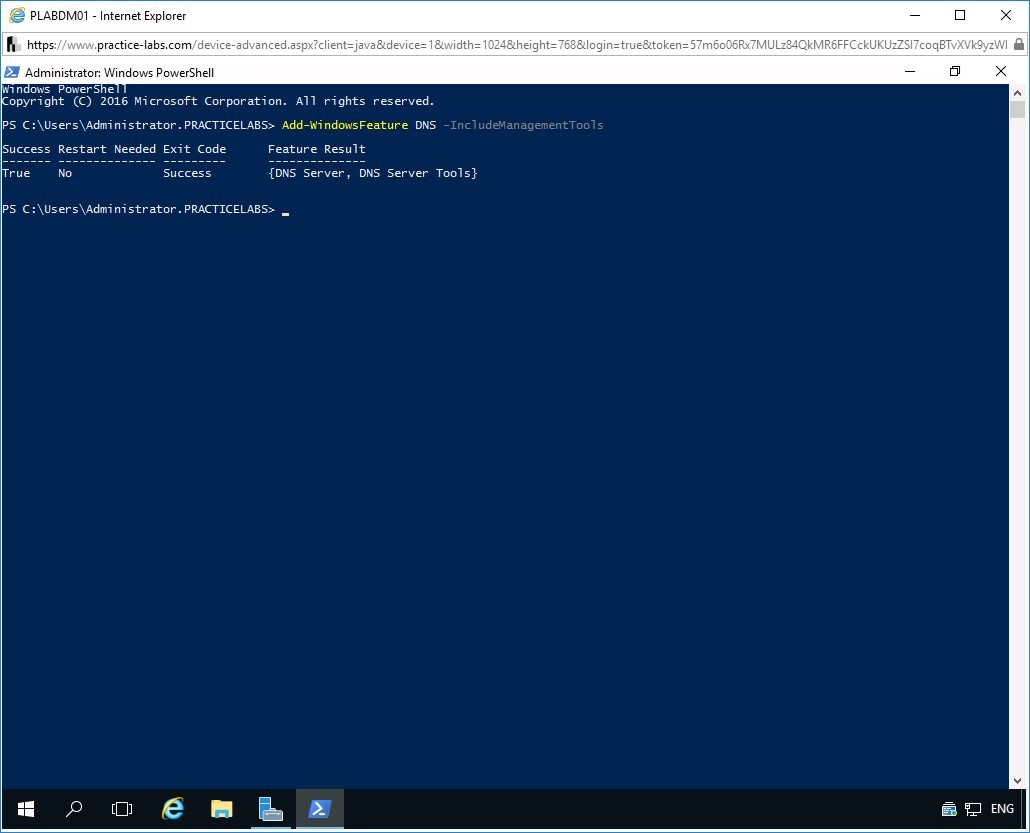 PLABDM01 - Internet Explorer
https://www.practice-labs.com/device-advanced.aspx?client=java&device=1&width=1024&height=768&login=true&token=57m6o06Rx7MULz84QkMR6FFCckUKUzZSI7coqBTvXVk9yzWl
Administrator: Windows PowerShell
Windows PowerShell
Copyright (C) 2016 Microsoft Corporation. All rights reserved.
PS C:\Users\Administrator.PRACTICELABS> Add-WindowsFeature DNS -IncludeManagementTools
Success Restart Needed Exit Code      Feature Result
------- -------------- ---------      --------------
True    No             Success        {DNS Server, DNS Server Tools}
PS C:\Users\Administrator.PRACTICELABS> _
ENG